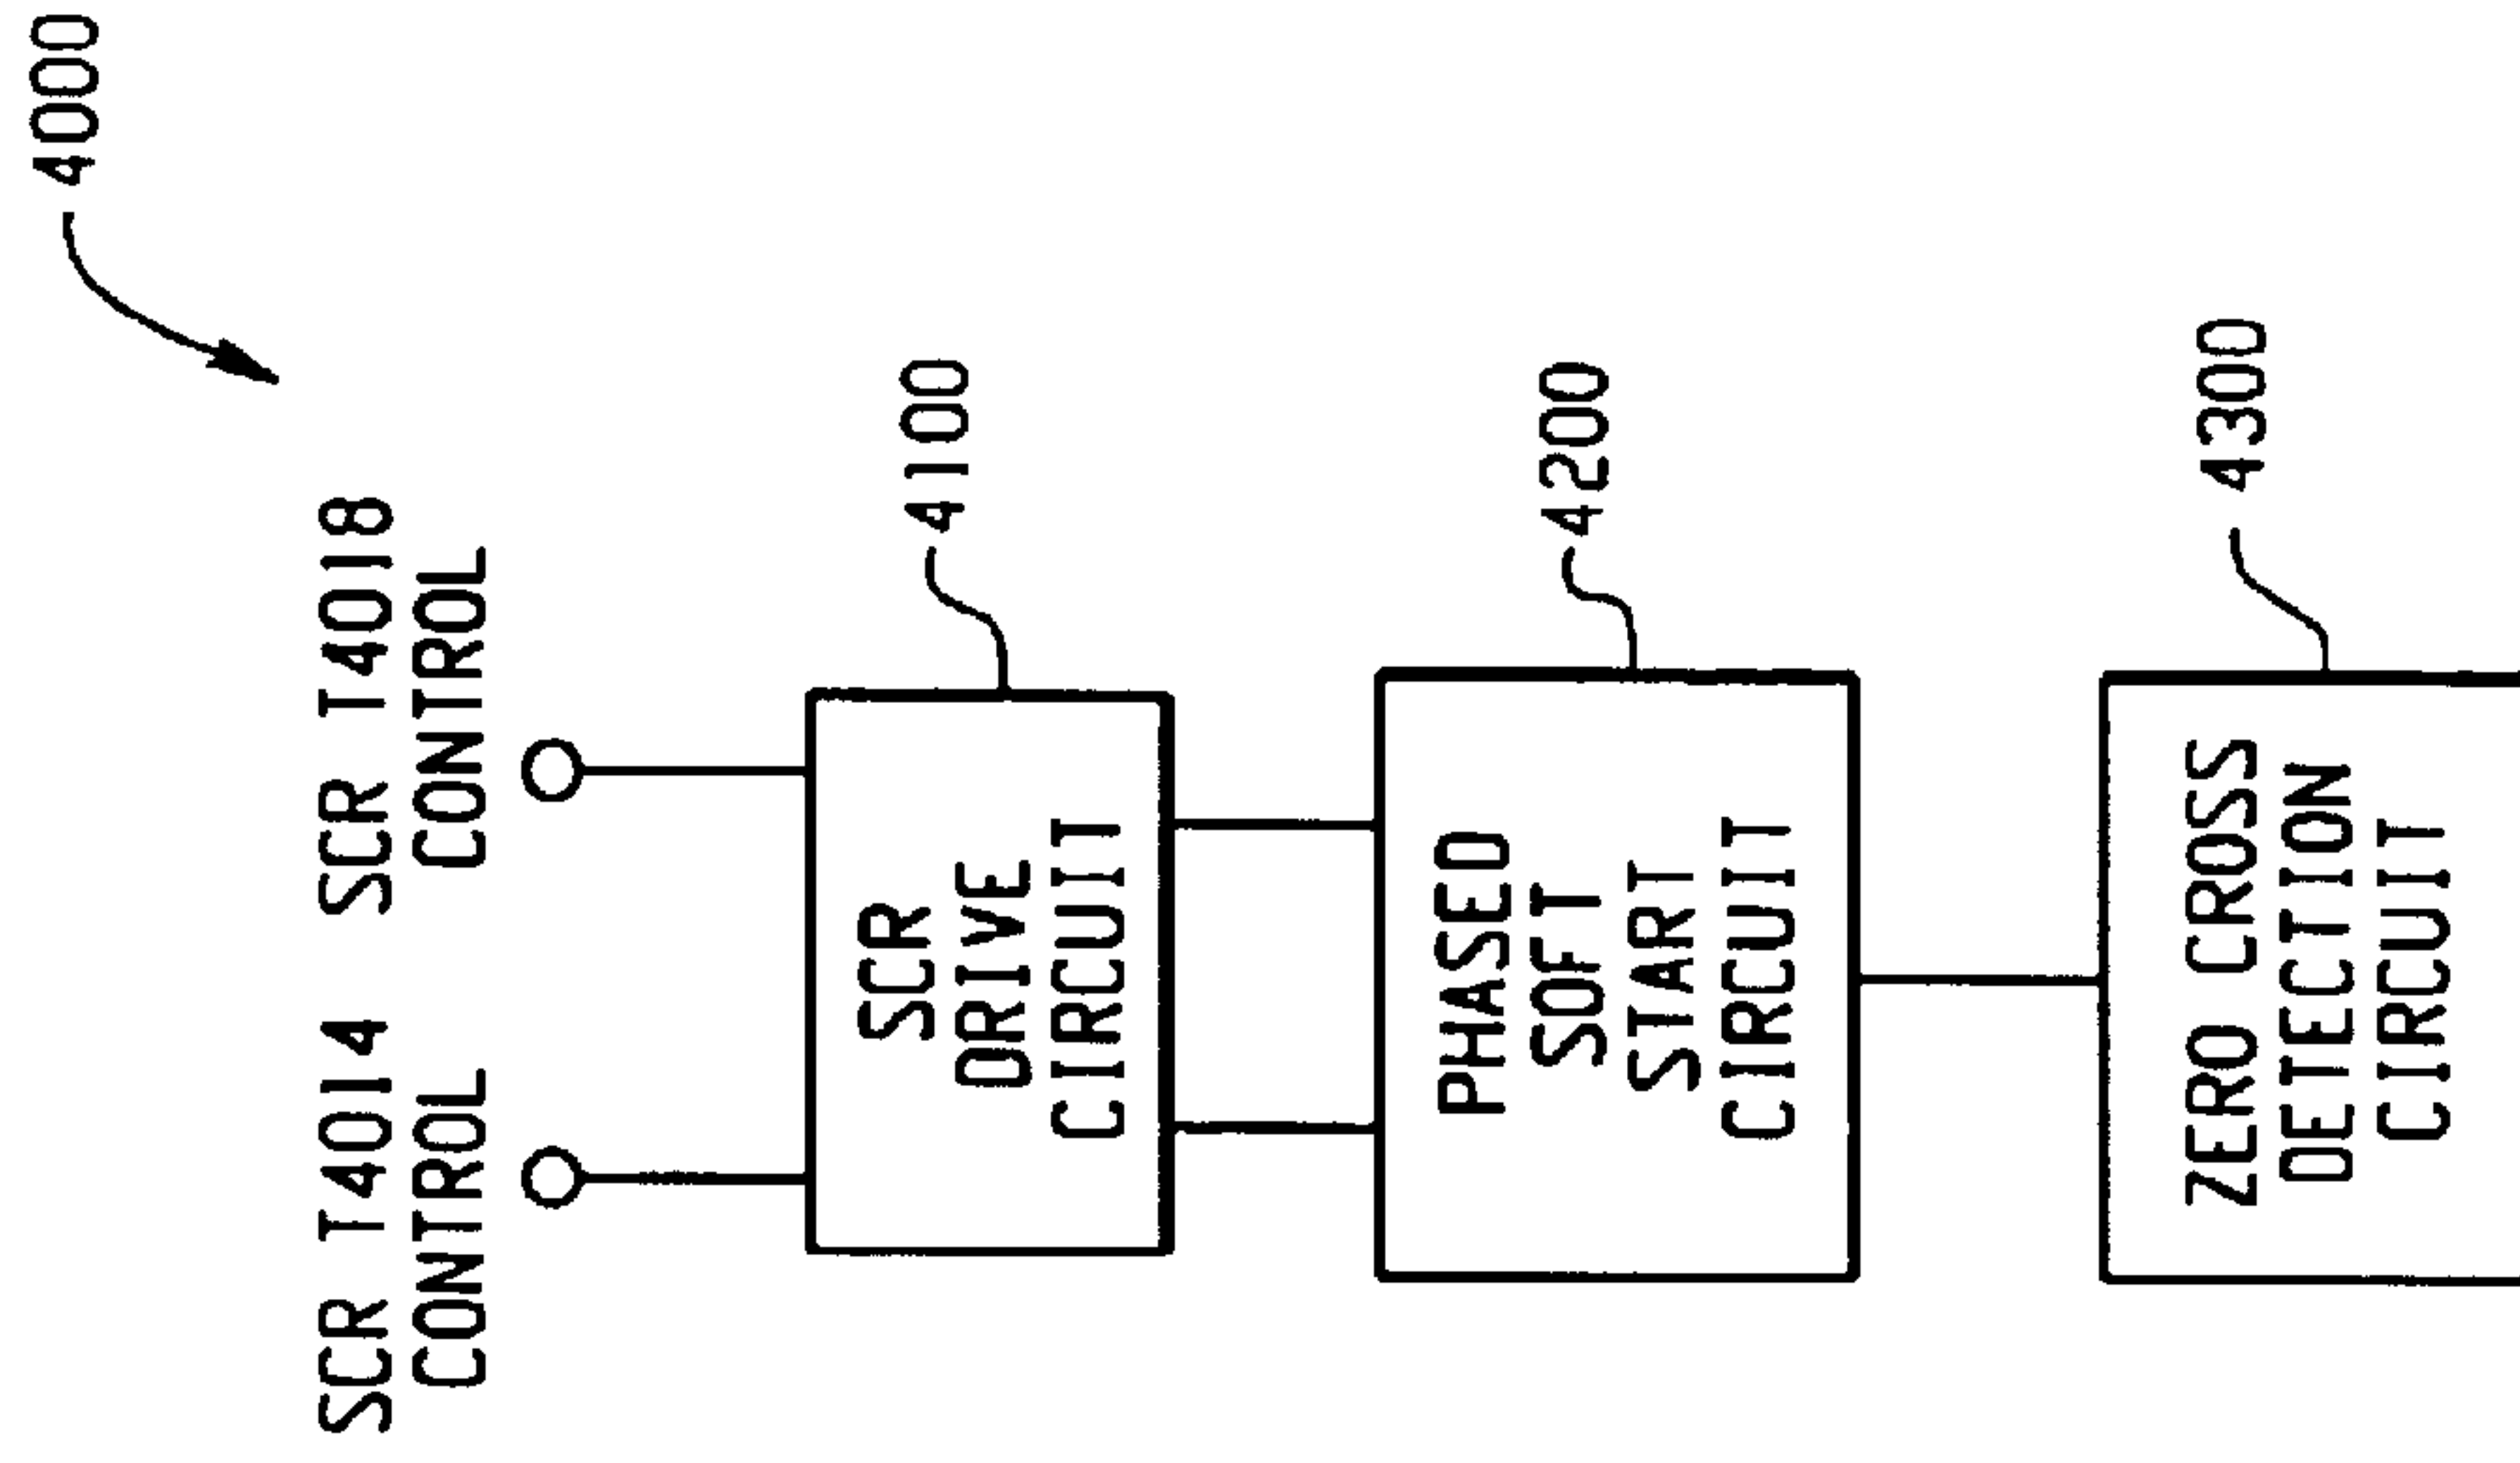 4000
SCR T4014
CONTROL
SCR T4018
CONTROL
4100
SCR
DRIVE
CIRCUIT
4200
PHASED
SOFT
START
CIRCUIT
4300
ZERO CROSS
DETECTION
CIRCUIT